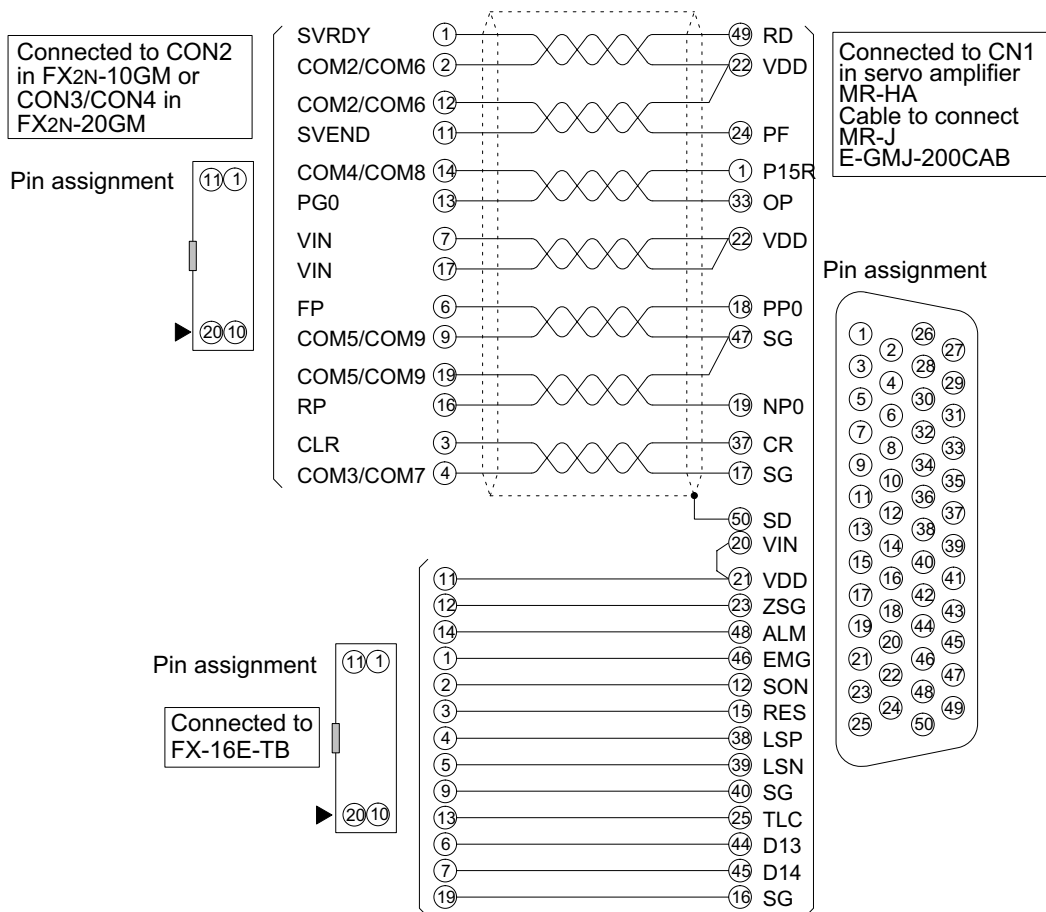 Connected to CON2
in FX2N-10GM or
CON3/CON4 in
FX2N-20GM
Pin assignment
11 1
20 10
SVRDY 1 49 RD
COM2/COM6 2 22 VDD
COM2/COM6 12
SVEND 11 24 PF
COM4/COM8 14 1 P15R
PG0 13 33 OP
VIN 7 22 VDD
VIN 17
FP 6 18 PP0
COM5/COM9 9 47 SG
COM5/COM9 19
RP 16 19 NP0
CLR 3 37 CR
COM3/COM7 4 17 SG
50 SD
20 VIN
11 21 VDD
12 23 ZSG
14 48 ALM
1 46 EMG
2 12 SON
3 15 RES
4 38 LSP
5 39 LSN
9 40 SG
13 25 TLC
6 44 D13
7 45 D14
19 16 SG
Pin assignment
11 1
Connected to
FX-16E-TB
20 10
Connected to CN1
in servo amplifier
MR-HA
Cable to connect
MR-J
E-GMJ-200CAB
Pin assignment
1 26
2 27
3 28
4 29
5 30
6 31
7 32
8 33
9 34
10 35
11 36
12 37
13 38
14 39
15 40
16 41
17 42
18 43
19 44
20 45
21 46
22 47
23 48
24 49
25 50